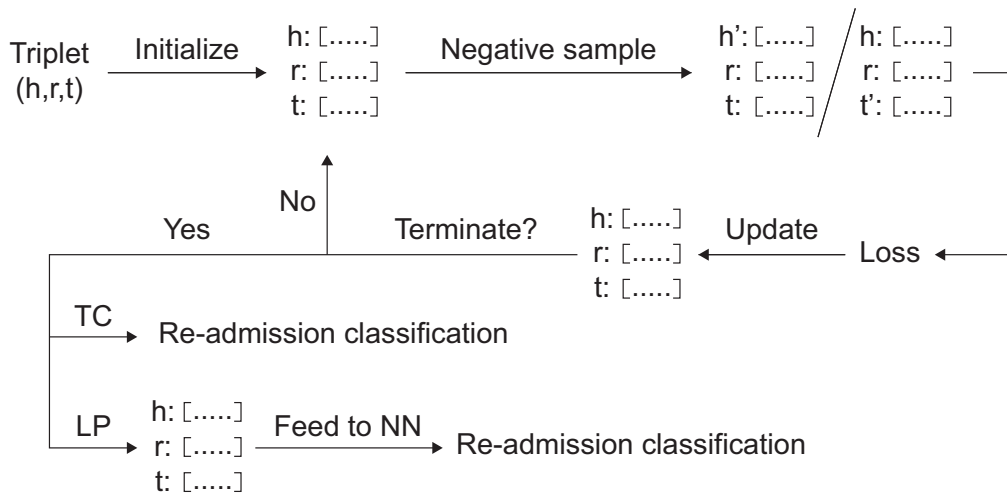 Triplet
(h,r,t)
Initialize
h: [.....]
r: [.....]
t: [.....]
Negative sample
h’: [.....]
r: [.....]
t: [.....]
h: [.....]
r: [.....]
t’: [.....]
Loss
Update
h: [.....]
r: [.....]
t: [.....]
Terminate?
No
Yes
TC
Re-admission classification
LP
h: [.....]
r: [.....]
t: [.....]
Feed to NN
Re-admission classification